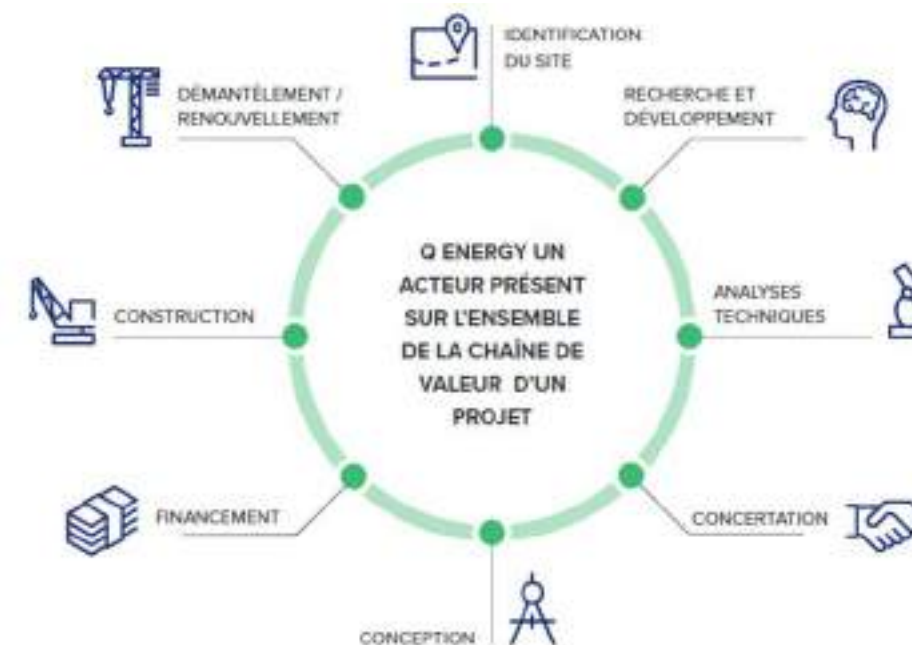 IDENTIFICATION
DU SITE
RECHERCHE ET
DÉVELOPPEMENT
ANALYSES
TECHNIQUES
CONCERTATION
CONCEPTION
FINANCEMENT
CONSTRUCTION
DÉMANTÈLEMENT /
RENOUVELLEMENT
Q ENERGY UN
ACTEUR PRÉSENT
SUR L'ENSEMBLE
DE LA CHAÎNE DE
VALEUR D'UN
PROJET